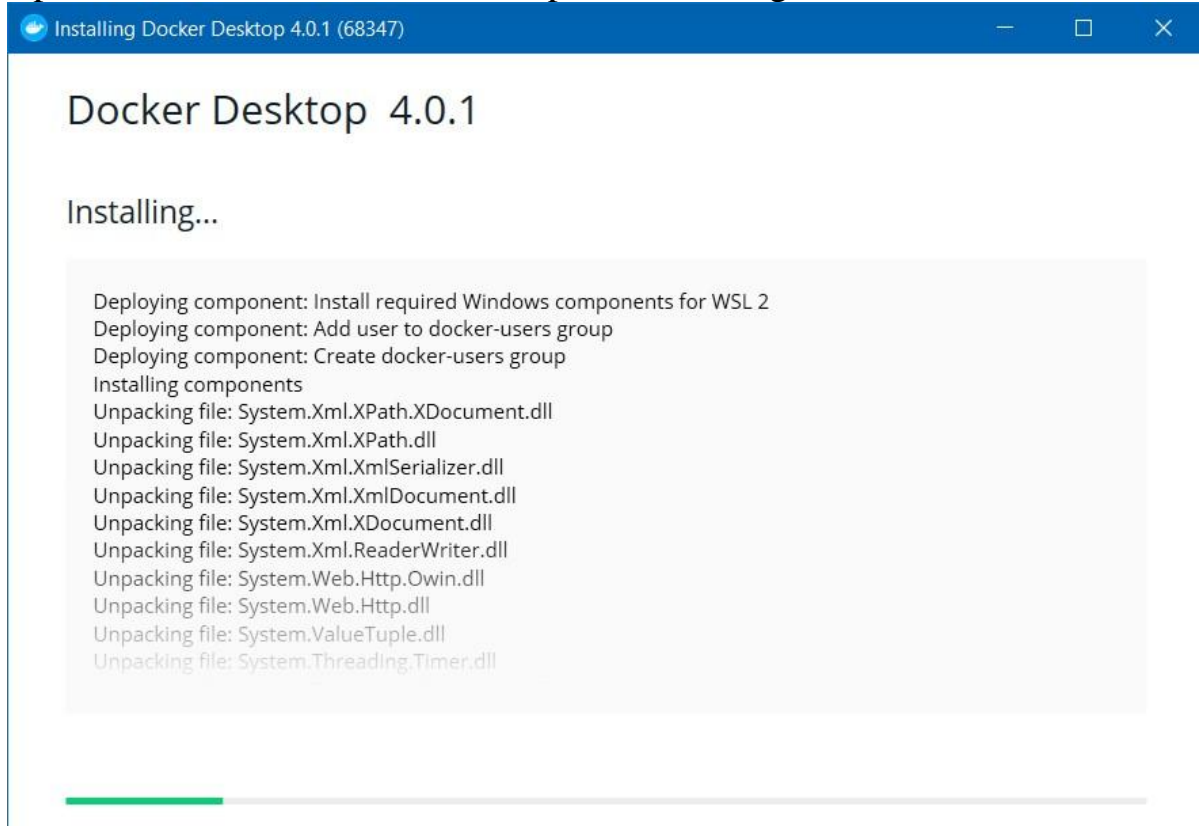 Installing Docker Desktop 4.0.1 (68347)
Docker Desktop 4.0.1
Installing...
Deploying component: Install required Windows components for WSL 2
Deploying component: Add user to docker-users group
Deploying component: Create docker-users group
Installing components
Unpacking file: System.Xml.XPath.XDocument.dll
Unpacking file: System.Xml.XPath.dll
Unpacking file: System.Xml.XmlSerializer.dll
Unpacking file: System.Xml.XmlDocument.dll
Unpacking file: System.Xml.XDocument.dll
Unpacking file: System.Xml.ReaderWriter.dll
Unpacking file: System.Web.Http.Owin.dll
Unpacking file: System.Web.Http.dll
Unpacking file: System.ValueTuple.dll
Unpacking file: System.Threading.Timer.dll